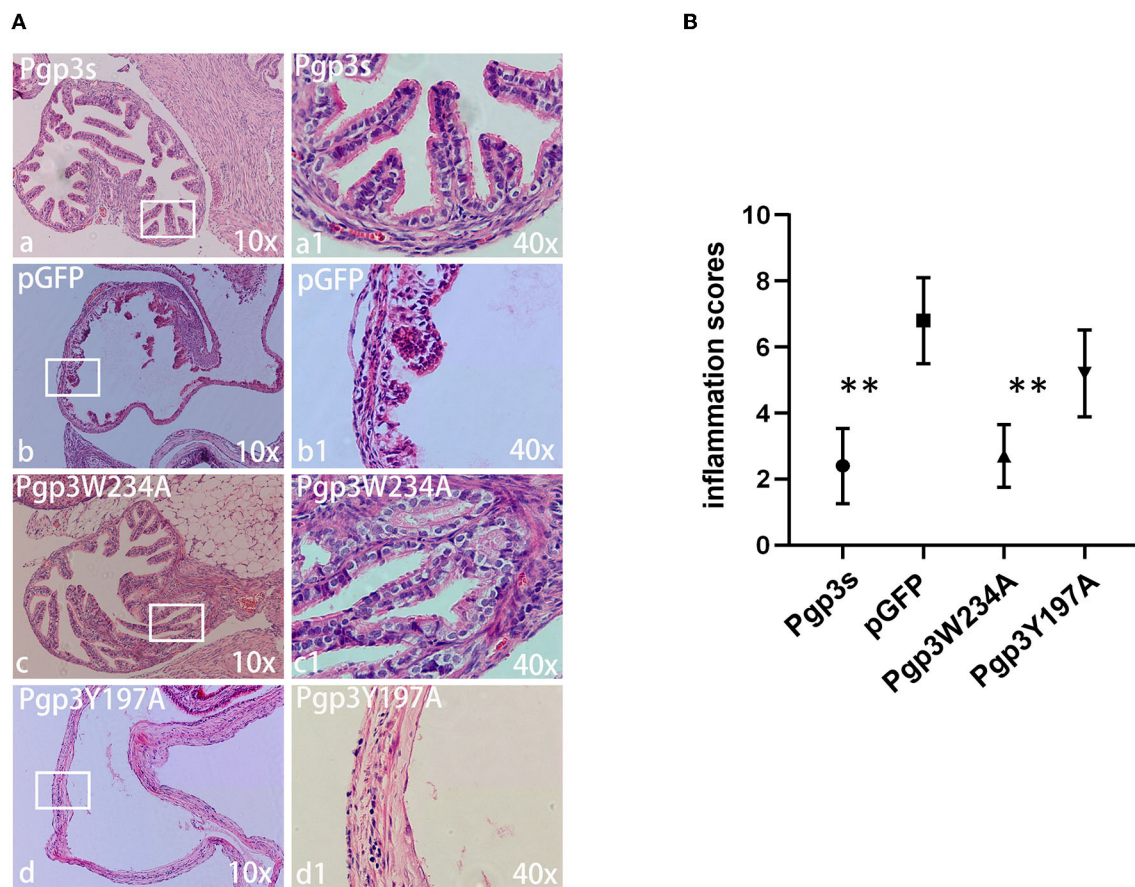 A
B
Pgp3s
a
10x
Pgp3s
a1
40x
pGFP
b
10x
pGFP
b1
40x
Pgp3W234A
c
10x
Pgp3W234A
c1
40x
Pgp3Y197A
d
10x
Pgp3Y197A
d1
40x
inflammation scores
10
8
6
4
2
0
**
**
Pgp3s
pGFP
Pgp3W234A
Pgp3Y197A